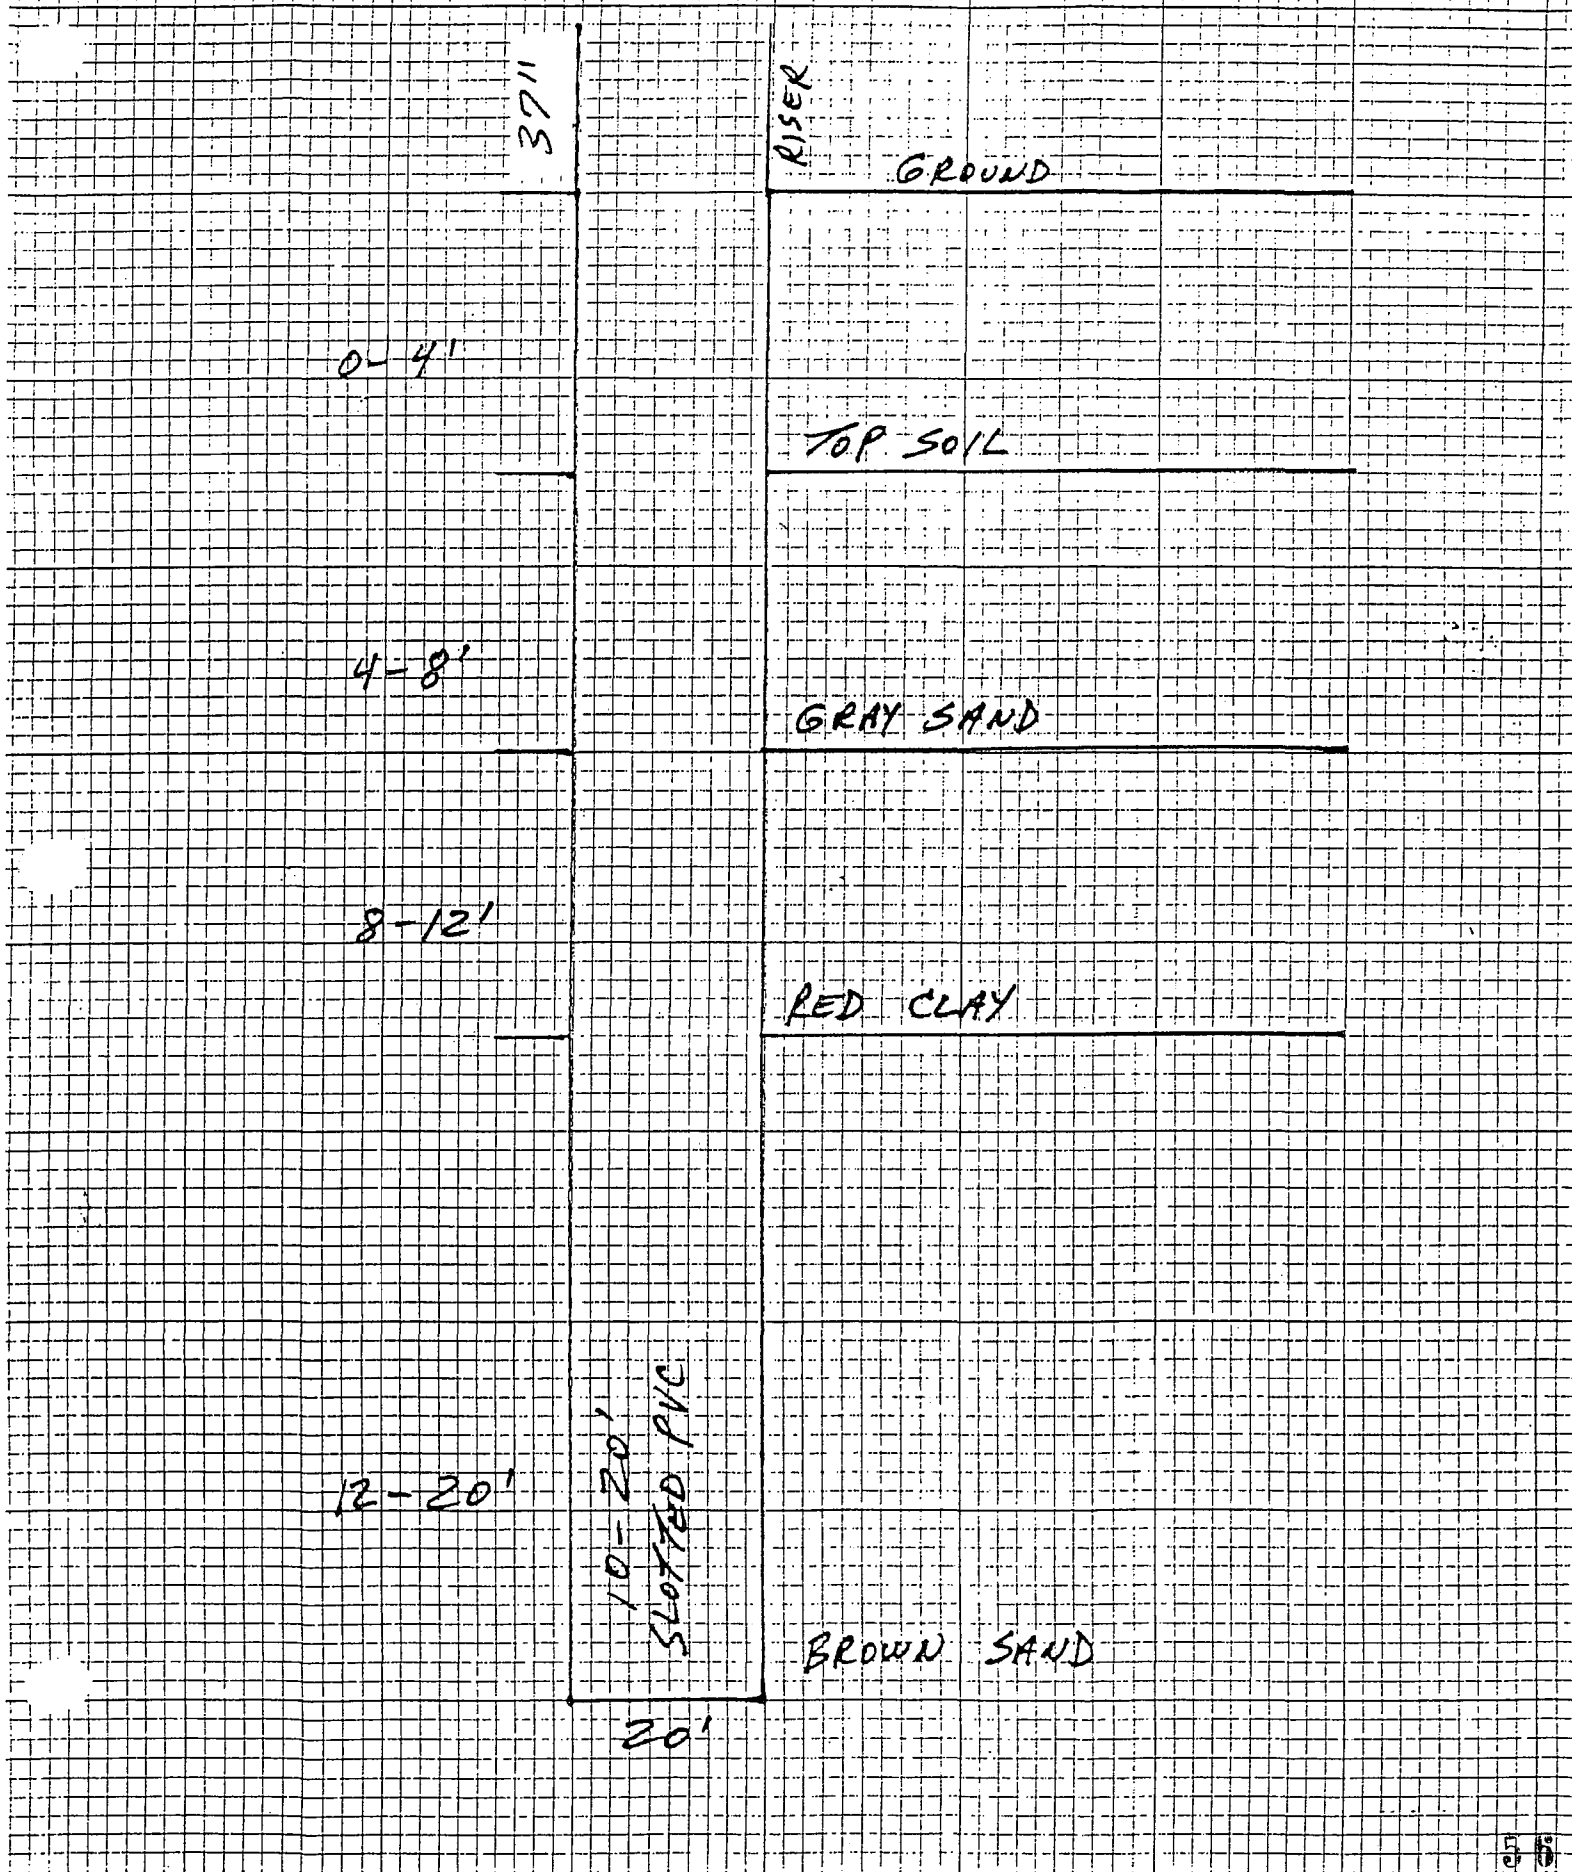 37"
RISER
GROUND
0-4'
TOP SOIL
4-8'
GRAY SAND
8-12'
RED CLAY
12-20'
10-20'
SLOTTED PVC
BROWN SAND
20'